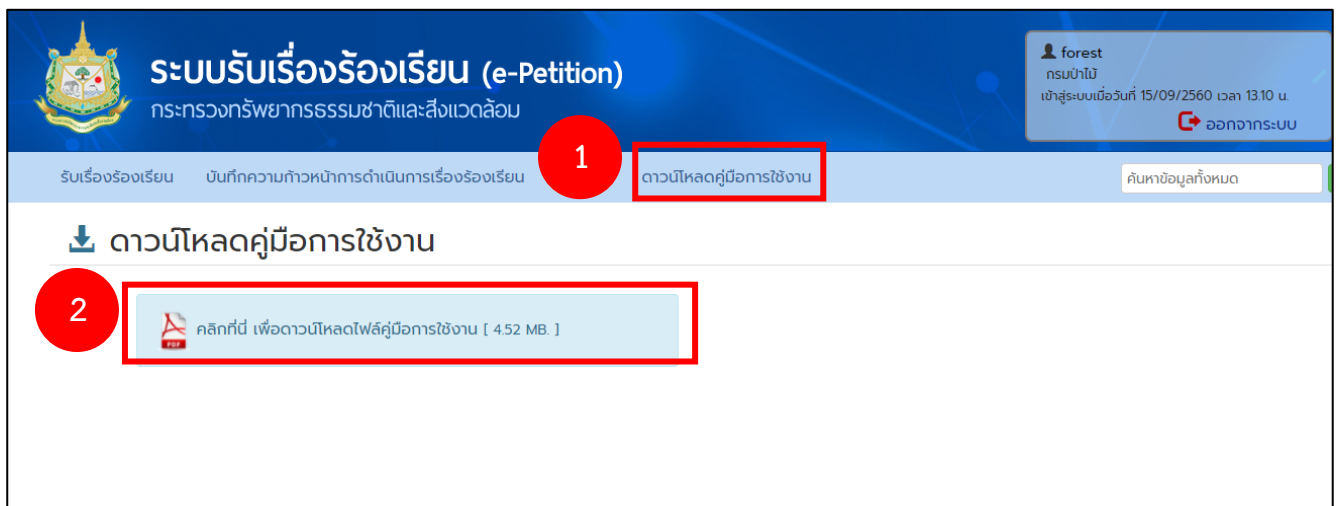 ระบบรับเรื่องร้องเรียน (e-Petition)
กระทรวงทรัพยากรธรรมชาติและสิ่งแวดล้อม
forest
กรมป่าไม้
เข้าสู่ระบบเมื่อวันที่ 15/09/2560 เวลา 13.10 น.
ออกจากระบบ
รับเรื่องร้องเรียน บันทึกความก้าวหน้าการดำเนินการเรื่องร้องเรียน 1 ดาวน์โหลดคู่มือการใช้งาน ค้นหาข้อมูลทั้งหมด
ดาวน์โหลดคู่มือการใช้งาน
2
PDF คลิกที่นี่ เพื่อดาวน์โหลดไฟล์คู่มือการใช้งาน [ 4.52 MB. ]